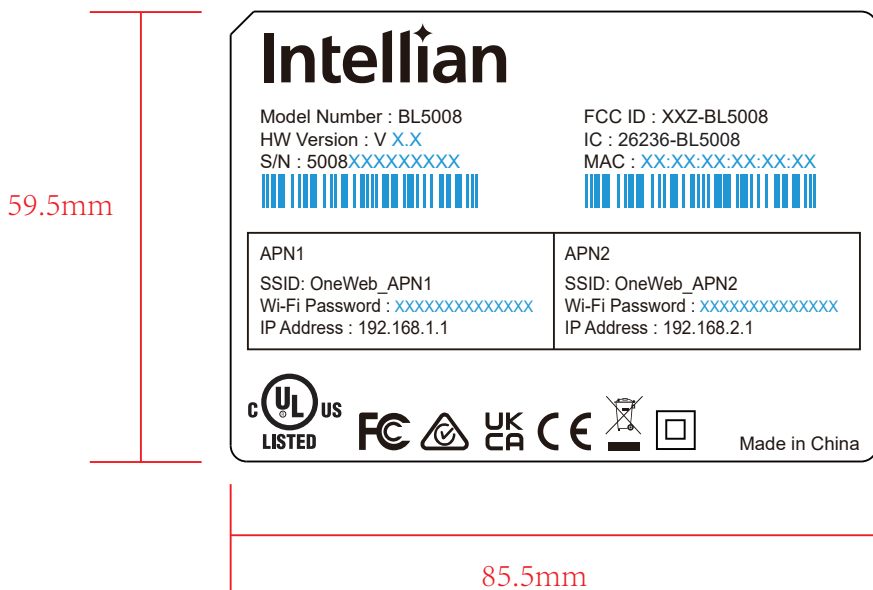 Intellian
Model Number : BL5008
HW Version : V X.X
S/N : 5008XXXXXXXXX
FCC ID : XXZ-BL5008
IC : 26236-BL5008
MAC : XX:XX:XX:XX:XX:XX
59.5mm
APN1
SSID: OneWeb_APN1
Wi-Fi Password : XXXXXXXXXXXXXX
IP Address : 192.168.1.1
APN2
SSID: OneWeb_APN2
Wi-Fi Password : XXXXXXXXXXXXXX
IP Address : 192.168.2.1
C UL US
LISTED
FC
UK
CA
CE
Made in China
85.5mm